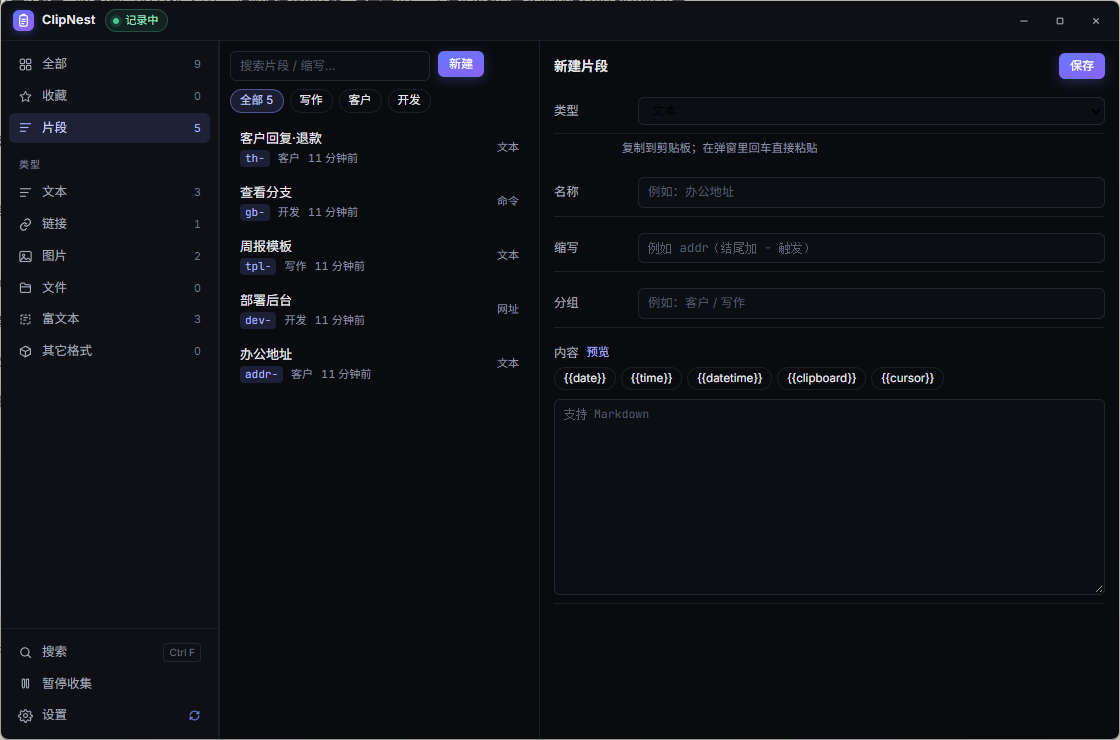 ClipNest 记录中
全部 9
收藏 0
片段 5
类型
文本 3
链接 1
图片 2
文件 0
富文本 3
其它格式 0
搜索 Ctrl F
暂停收集
设置
搜索片段 / 缩写... 新建
全部 5 写作 客户 开发
客户回复·退款
th- 客户 11 分钟前 文本
查看分支
gb- 开发 11 分钟前 命令
周报模板
tpl- 写作 11 分钟前 文本
部署后台
dev- 开发 11 分钟前 网址
办公地址
addr- 客户 11 分钟前 文本
新建片段 保存
类型 文本
复制到剪贴板；在弹窗里回车直接粘贴
名称 例如：办公地址
缩写 例如 addr（结尾加 - 触发）
分组 例如：客户 / 写作
内容 预览
{{date}} {{time}} {{datetime}} {{clipboard}} {{cursor}}
支持 Markdown